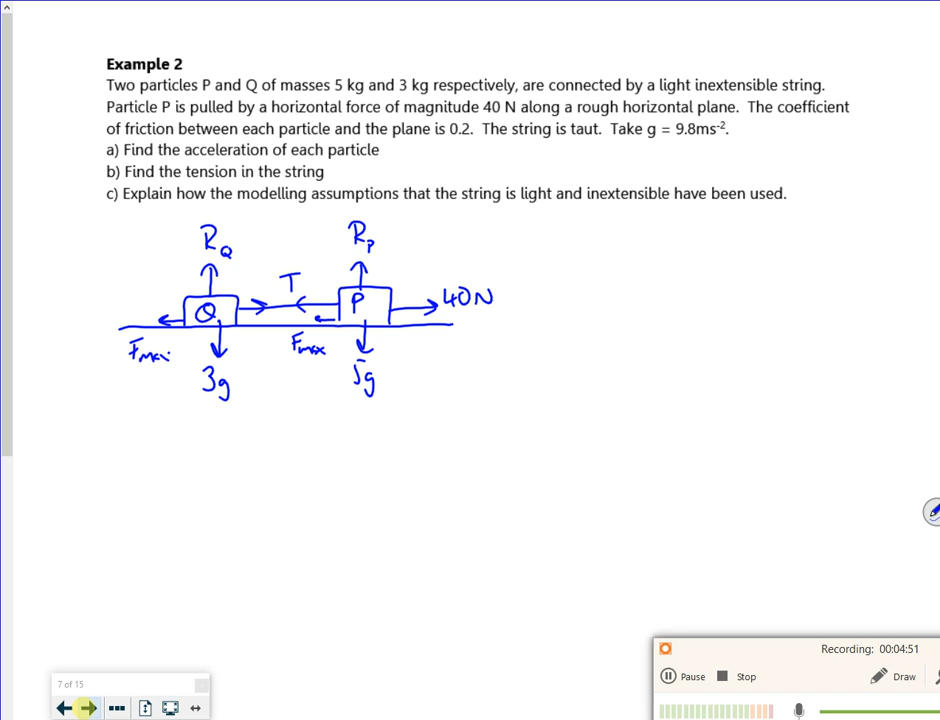 Example 2
Two particles P and Q of masses 5 kg and 3 kg respectively, are connected by a light inextensible string.
Particle P is pulled by a horizontal force of magnitude 40 N along a rough horizontal plane. The coefficient
of friction between each particle and the plane is 0.2. The string is taut. Take g = 9.8ms⁻².
a) Find the acceleration of each particle
b) Find the tension in the string
c) Explain how the modelling assumptions that the string is light and inextensible have been used.
R_Q R_P
T
Q P 40N
F_max F_max
3g 5g
Recording: 00:04:51
Pause Stop Draw
7 of 15